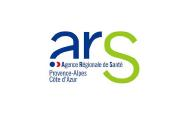 ars
Agence Régionale de Santé
Provence-Alpes
Côte d'Azur